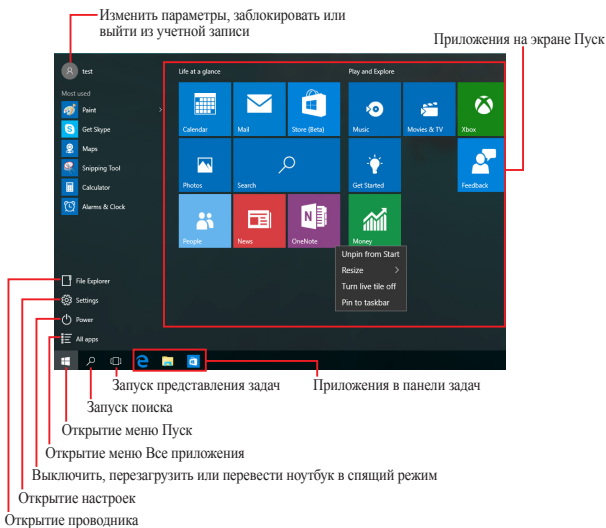 Изменить параметры, заблокировать или
выйти из учетной записи
Приложения на экране Пуск
test
Most used
Paint
Get Skype
Maps
Snipping Tool
Calculator
Alarms & Clock
File Explorer
Settings
Power
All apps
Life at a glance
Play and Explore
Calendar
Mail
Store (Beta)
Music
Movies & TV
Xbox
Photos
Search
Get Started
Feedback
People
News
OneNote
Money
Unpin from Start
Resize
Turn live tile off
Pin to taskbar
Запуск представления задач
Приложения в панели задач
Запуск поиска
Открытие меню Пуск
Открытие меню Все приложения
Выключить, перезагрузить или перевести ноутбук в спящий режим
Открытие настроек
Открытие проводника